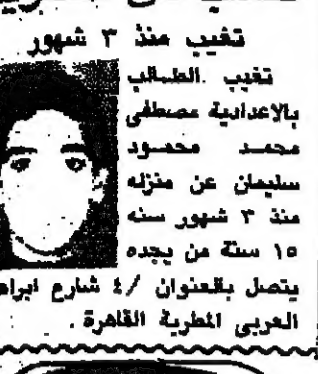 تغيب منذ ٣ شهور
تغيب الطالب
بالاعدادية مصطفى
محمد محمود
سليمان عن منزله
منذ ٣ شهور سنه
١٥ سنة من يجده
يتصل بالعنوان /٤ شارع ابراه
العربى المطرية القاهرة .